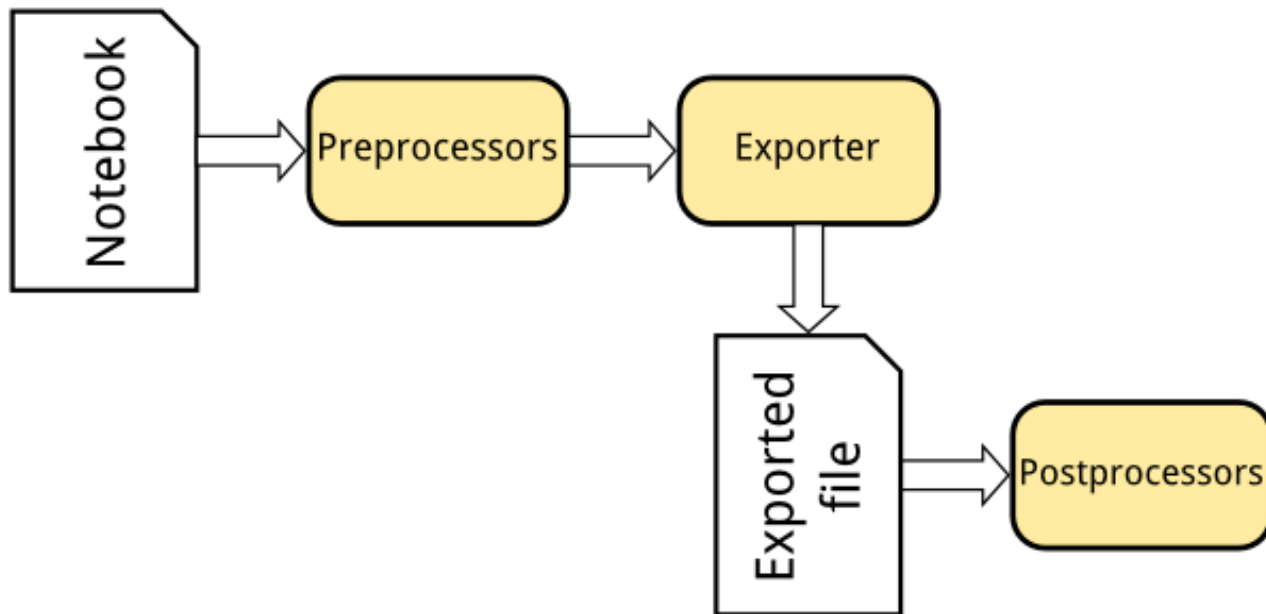 Notebook
Preprocessors
Exporter
Exported
file
Postprocessors